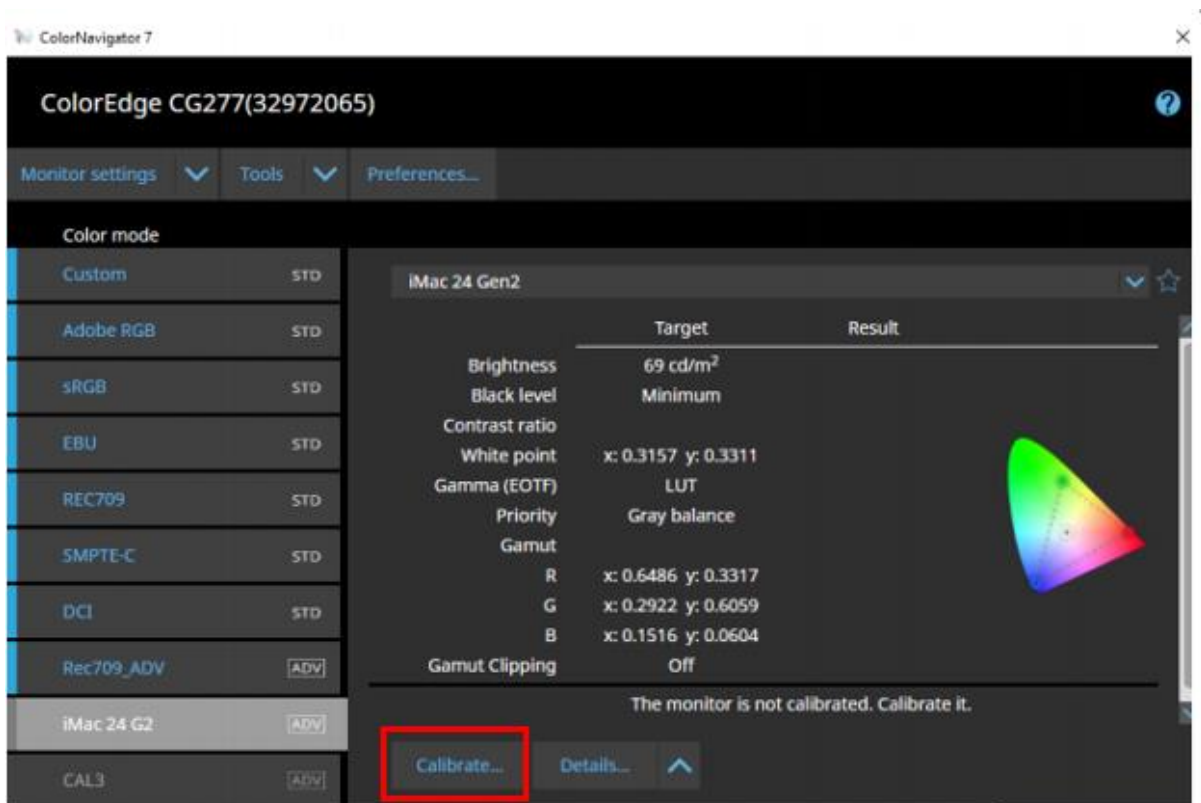 ColorNavigator 7
ColorEdge CG277(32972065)
Monitor settings Tools Preferences...
Color mode
Custom STD
Adobe RGB STD
sRGB STD
EBU STD
REC709 STD
SMPTE-C STD
DCI STD
Rec709_ADV ADV
iMac 24 G2 ADV
CAL3 ADV
iMac 24 Gen2
Target Result
Brightness 69 cd/m²
Black level Minimum
Contrast ratio
White point x: 0.3157 y: 0.3311
Gamma (EOTF) LUT
Priority Gray balance
Gamut
R x: 0.6486 y: 0.3317
G x: 0.2922 y: 0.6059
B x: 0.1516 y: 0.0604
Gamut Clipping Off
The monitor is not calibrated. Calibrate it.
Calibrate... Details...